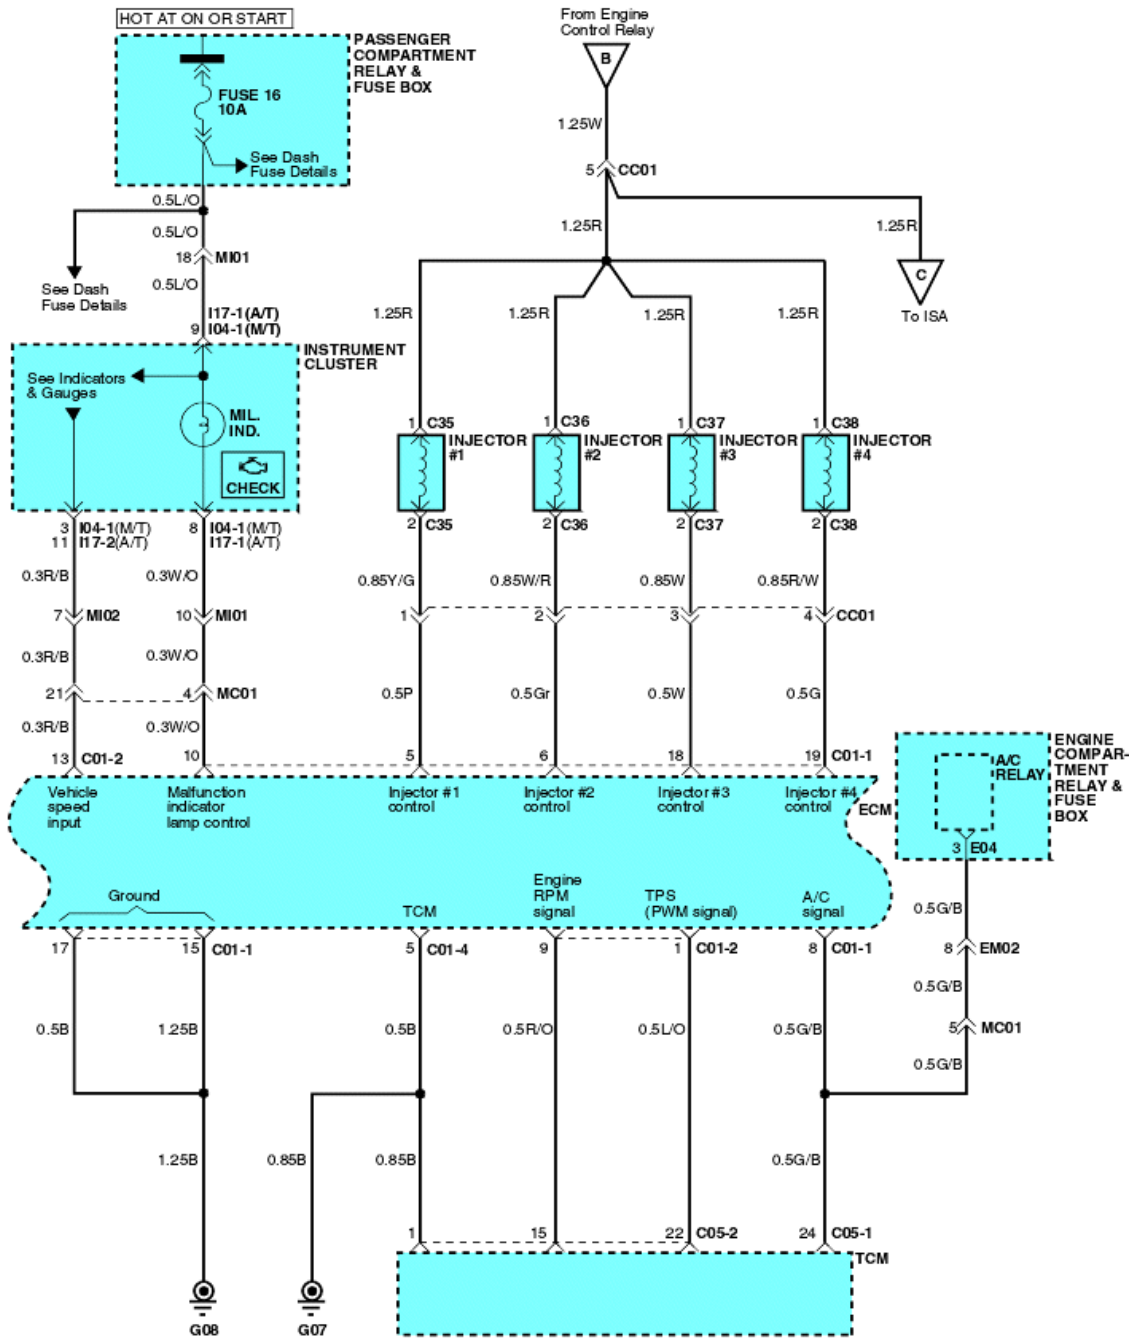 HOT AT ON OR START
From Engine
Control Relay
PASSENGER
COMPARTMENT
RELAY &
FUSE BOX
B
FUSE 16
10A
See Dash
Fuse Details
1.25W
5 CC01
0.5L/O
0.5L/O
1.25R
1.25R
18 MI01
See Dash
Fuse Details
0.5L/O
C
To ISA
I17-1(A/T)
9 I04-1(M/T)
1.25R
1.25R
1.25R
1.25R
INSTRUMENT
CLUSTER
See Indicators
& Gauges
MIL.
IND.
CHECK
1 C35
1 C36
1 C37
1 C38
INJECTOR
#1
INJECTOR
#2
INJECTOR
#3
INJECTOR
#4
2 C35
2 C36
2 C37
2 C38
3 I04-1(M/T)
11 I17-2(A/T)
8 I04-1(M/T)
I17-1(A/T)
0.3R/B
0.3W/O
0.85Y/G
0.85W/R
0.85W
0.85R/W
7 MI02
10 MI01
1
2
3
4 CC01
0.3R/B
0.3W/O
21
4 MC01
0.5P
0.5Gr
0.5W
0.5G
0.3R/B
0.3W/O
13 C01-2
10
5
6
18
19 C01-1
ENGINE
COMPAR-
TMENT
RELAY &
FUSE
BOX
A/C
RELAY
3 E04
Vehicle
speed
input
Malfunction
indicator
lamp control
Injector #1
control
Injector #2
control
Injector #3
control
Injector #4
control
ECM
Ground
TCM
Engine
RPM
signal
TPS
(PWM signal)
A/C
signal
0.5G/B
17
15 C01-1
5 C01-4
9
1 C01-2
8 C01-1
8 EM02
0.5G/B
0.5B
1.25B
0.5B
0.5R/O
0.5L/O
0.5G/B
5 MC01
0.5G/B
1.25B
0.85B
0.85B
0.5G/B
1
15
22 C05-2
24 C05-1
TCM
G08
G07